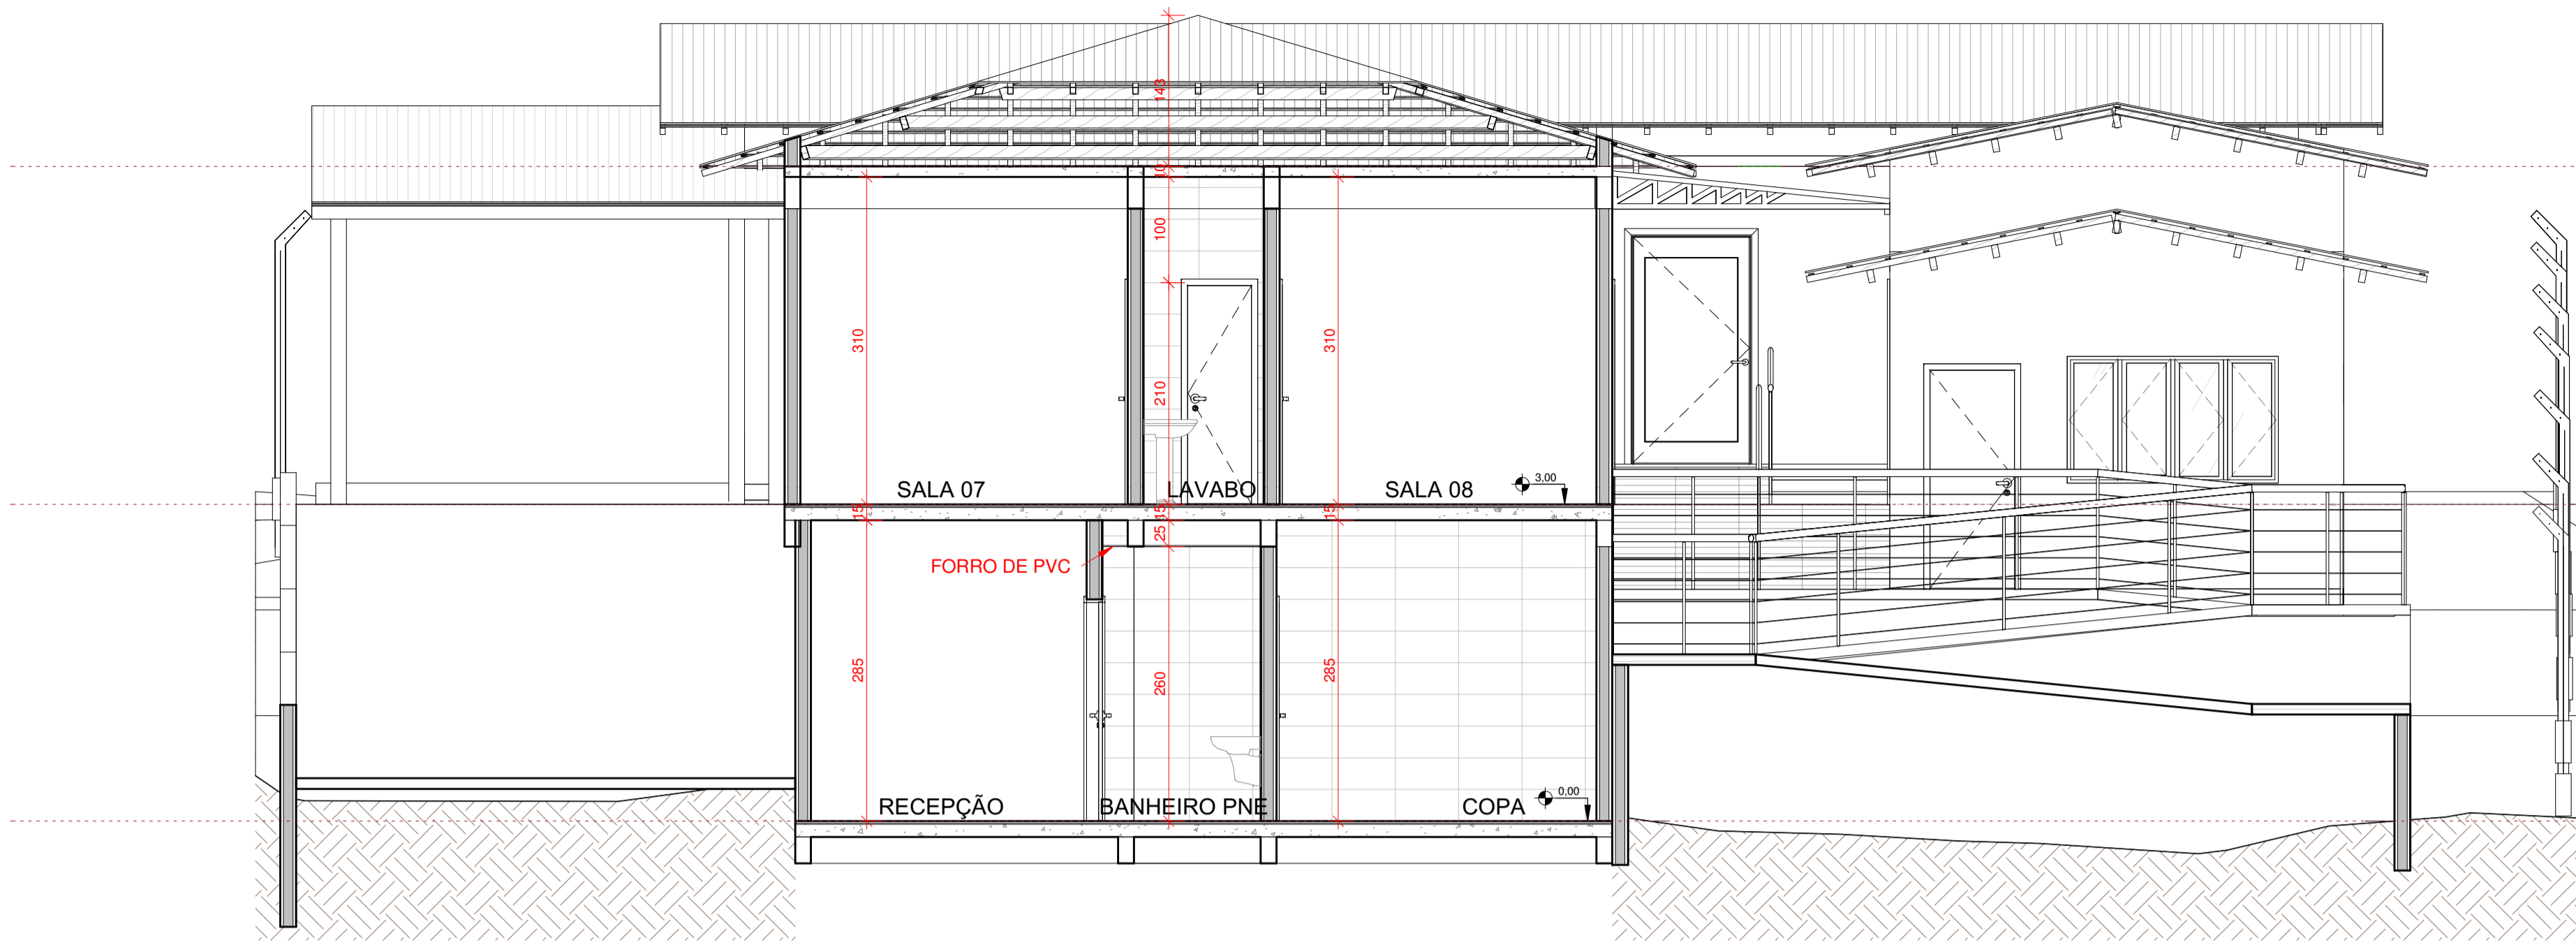 143
10
100
310
310
210
SALA 07
LAVABO
SALA 08
3,00
15
15
15
25
FORRO DE PVC
285
260
285
RECEPÇÃO
BANHEIRO PNE
COPA
0,00